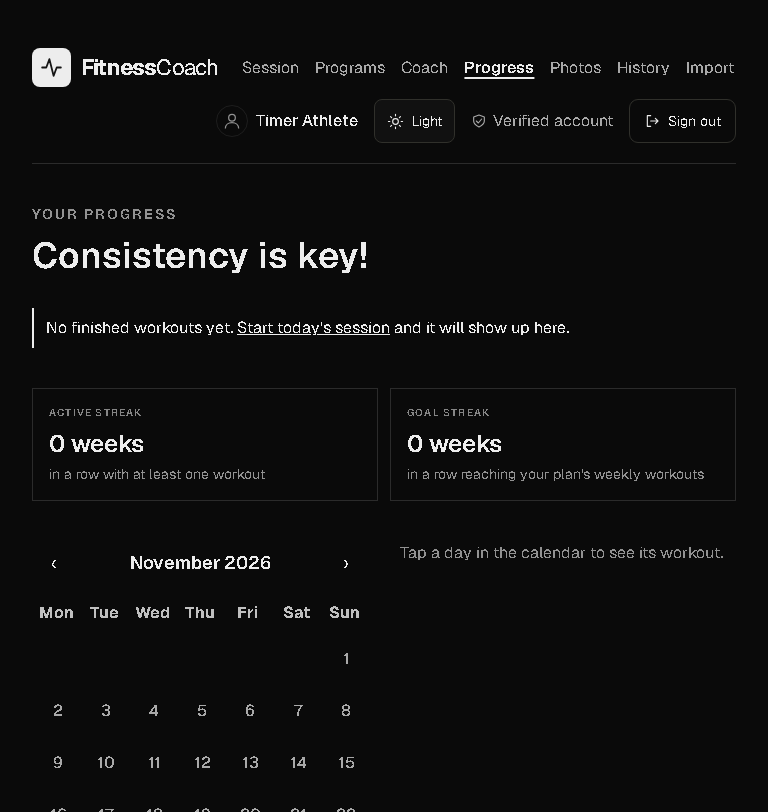 FitnessCoach Session Programs Coach Progress Photos History Import
Timer Athlete Light Verified account Sign out
YOUR PROGRESS
Consistency is key!
No finished workouts yet. Start today's session and it will show up here.
ACTIVE STREAK
0 weeks
in a row with at least one workout
GOAL STREAK
0 weeks
in a row reaching your plan's weekly workouts
‹ November 2026 ›
Mon Tue Wed Thu Fri Sat Sun
1
2 3 4 5 6 7 8
9 10 11 12 13 14 15
Tap a day in the calendar to see its workout.